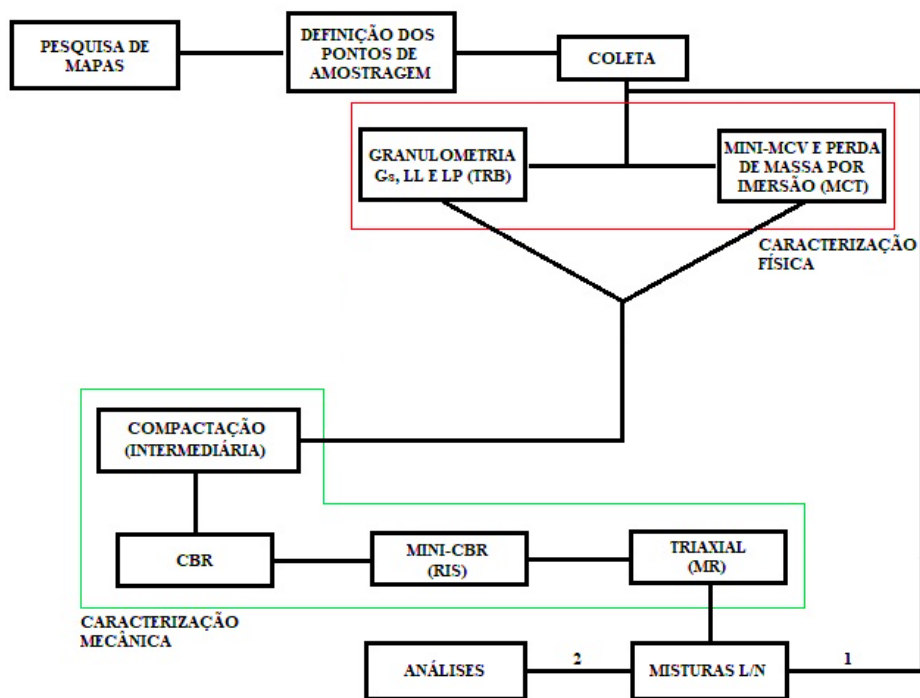 PESQUISA DE
MAPAS
DEFINIÇÃO DOS
PONTOS DE
AMOSTRAGEM
COLETA
GRANULOMETRIA
Gs, LL E LP (TRB)
MINI-MCV E PERDA
DE MASSA POR
IMERSÃO (MCT)
CARACTERIZAÇÃO
FÍSICA
COMPACTAÇÃO
(INTERMEDIÁRIA)
CBR
MINI-CBR
(RIS)
TRIAXIAL
(MR)
CARACTERIZAÇÃO
MECÂNICA
ANÁLISES
2
MISTURAS L/N
1